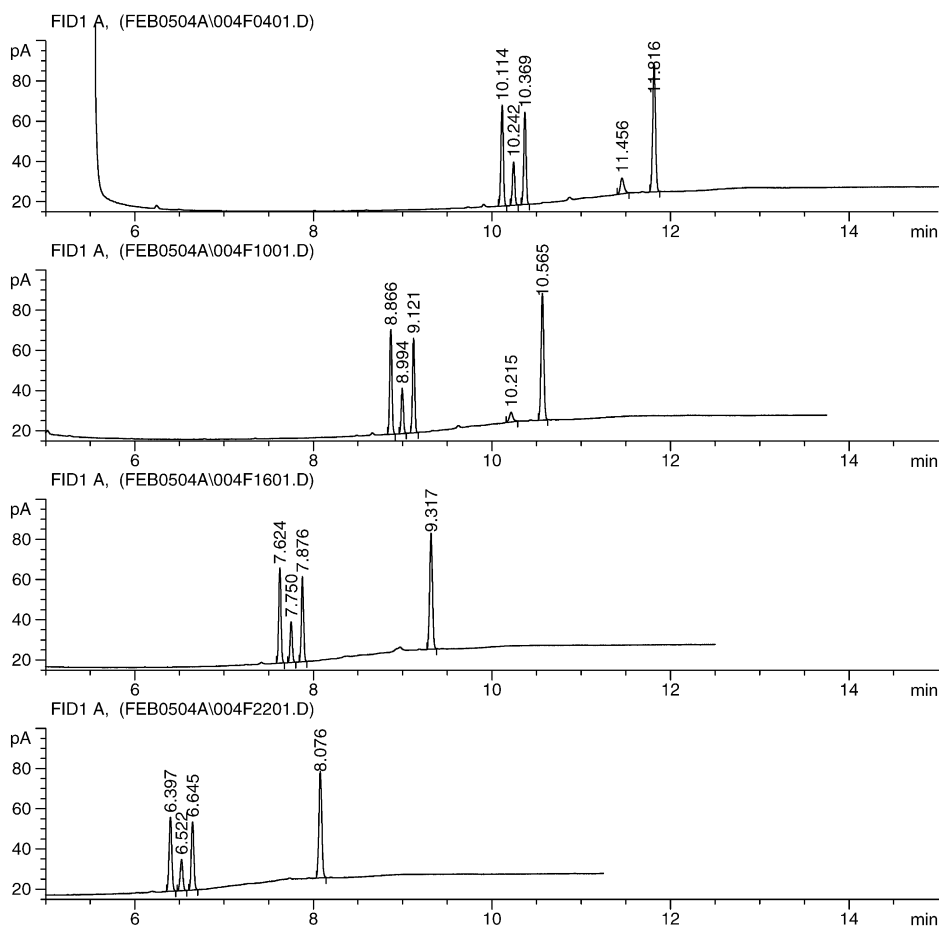 FID1 A,  (FEB0504A\004F0401.D)
pA
80
60
40
20
10.114
10.242
10.369
11.456
11.816
6 8 10 12 14 min
FID1 A,  (FEB0504A\004F1001.D)
pA
80
60
40
20
8.866
8.994
9.121
10.215
10.565
6 8 10 12 14 min
FID1 A,  (FEB0504A\004F1601.D)
pA
80
60
40
20
7.624
7.750
7.876
9.317
6 8 10 12 14 min
FID1 A,  (FEB0504A\004F2201.D)
pA
80
60
40
20
6.397
6.522
6.645
8.076
6 8 10 12 14 min